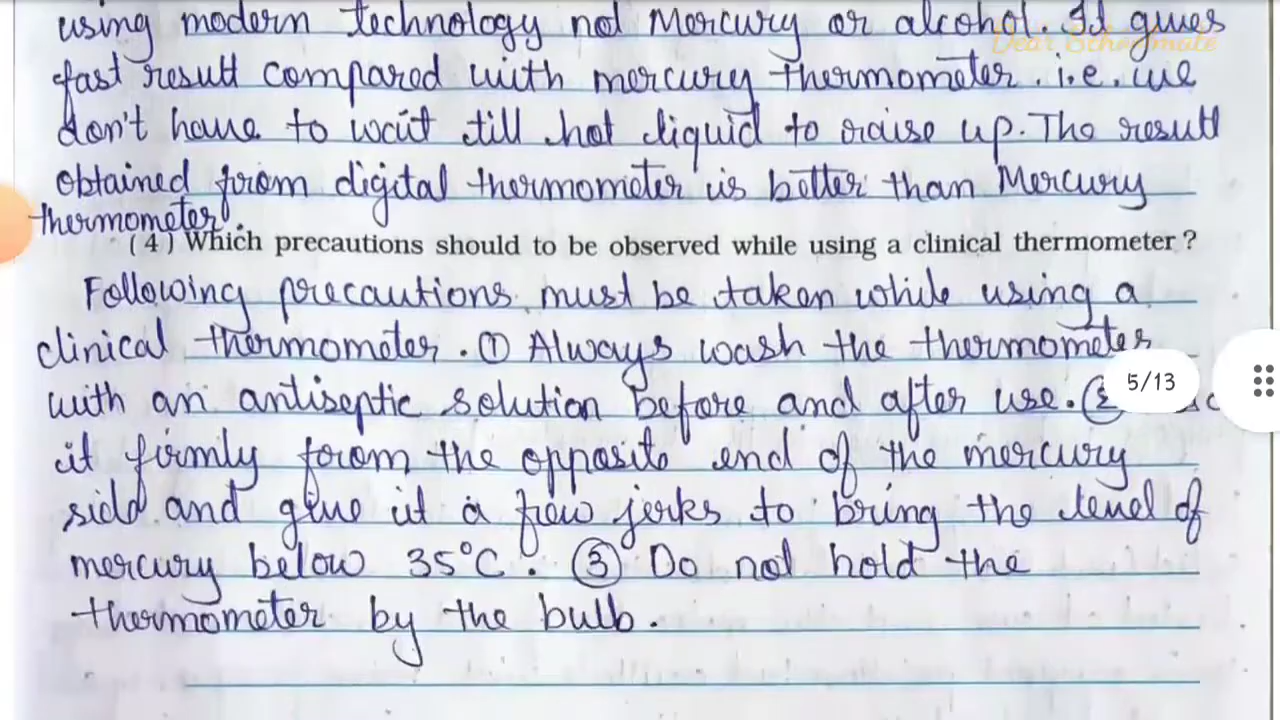 using modern technology not Mercury or alcohol. It gives
Dear Schoolmate
fast result compared with mercury thermometer. i.e. we
don't have to wait till hot liquid to raise up. The result
obtained from digital thermometer is better than Mercury
thermometer.
(4) Which precautions should to be observed while using a clinical thermometer?
Following precautions must be taken while using a
clinical thermometer. ① Always wash the thermometer
5/13
with an antiseptic solution before and after use. ②
it firmly from the opposite end of the mercury
side and give it a few jerks to bring the level of
mercury below 35°C. ③ Do not hold the
thermometer by the bulb.